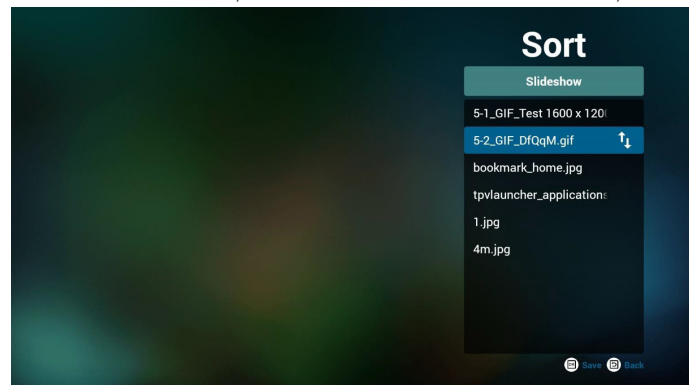 Sort
Slideshow
5-1_GIF_Test 1600 x 120
5-2_GIF_DfQqM.gif
bookmark_home.jpg
tpvlauncher_applications
1.jpg
4m.jpg
Save Back